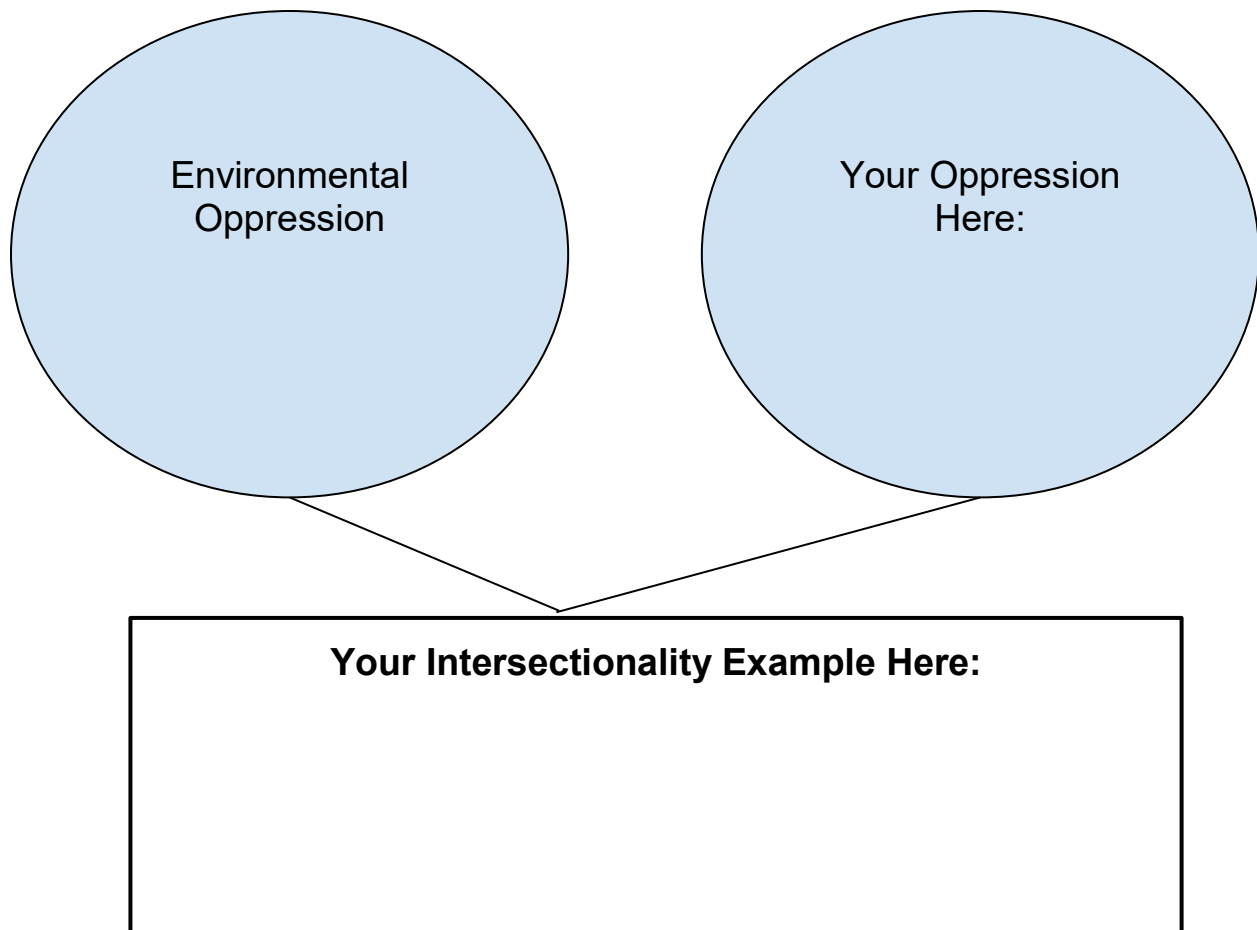 Environmental
Oppression
Your Oppression
Here:
Your Intersectionality Example Here: